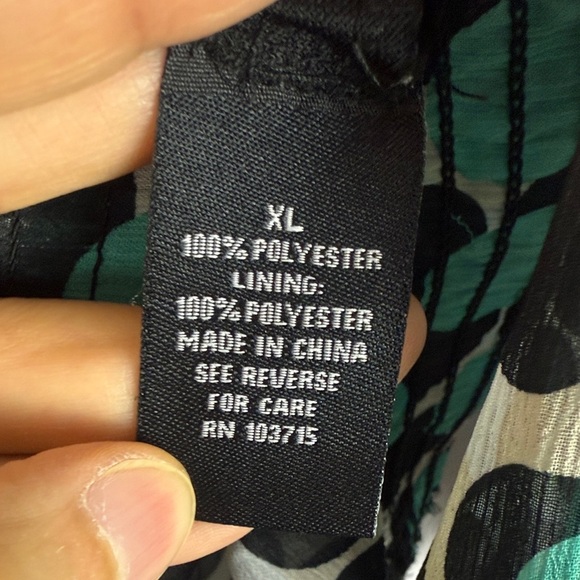 XL
100% POLYESTER
LINING:
100% POLYESTER
MADE IN CHINA
SEE REVERSE
FOR CARE
RN 103715